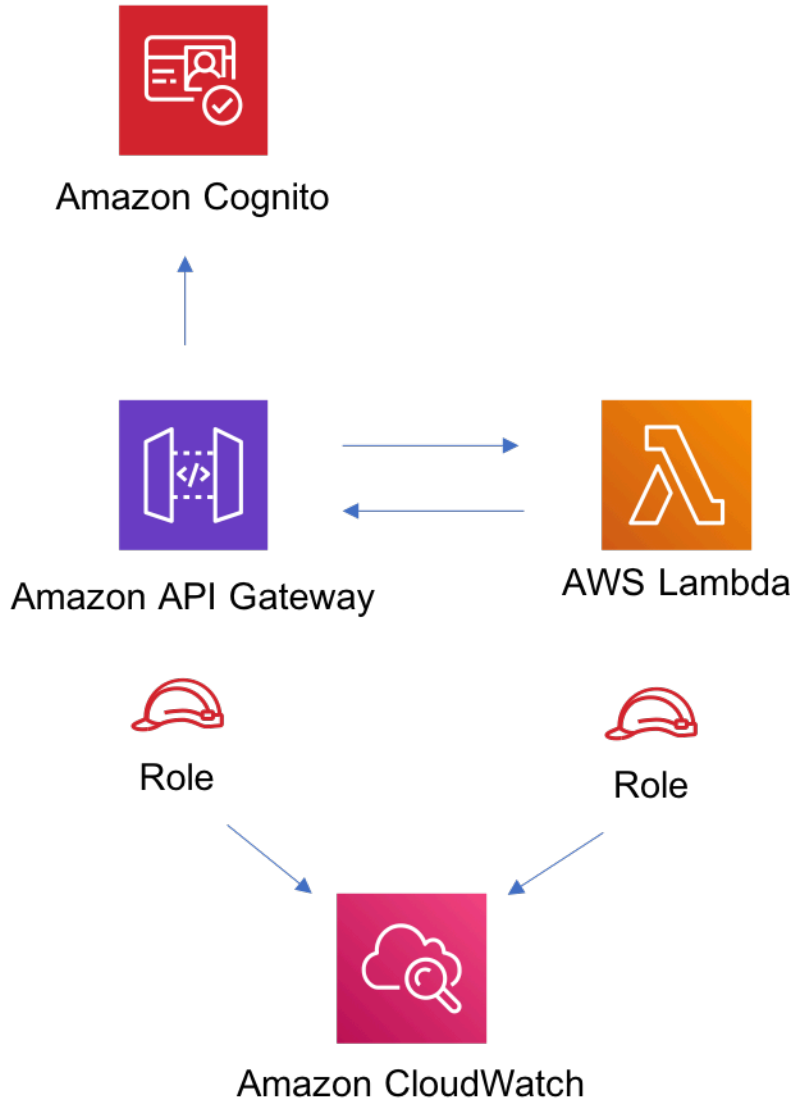 Amazon Cognito
</>
Amazon API Gateway
AWS Lambda
Role
Role
Amazon CloudWatch